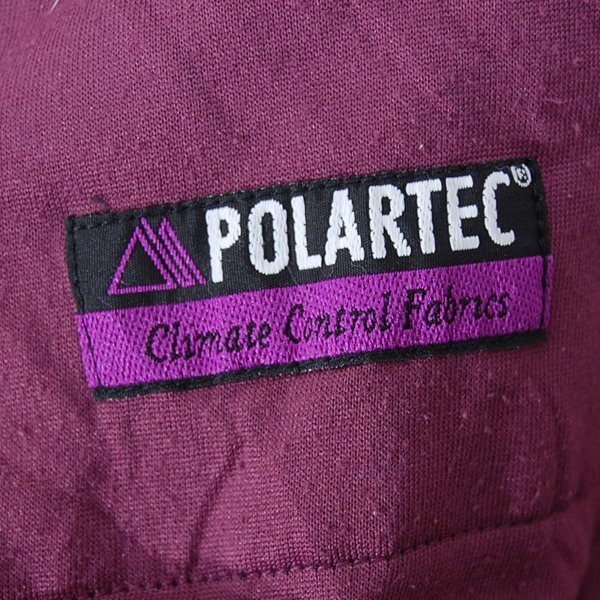 POLARTEC®
Climate Control Fabrics